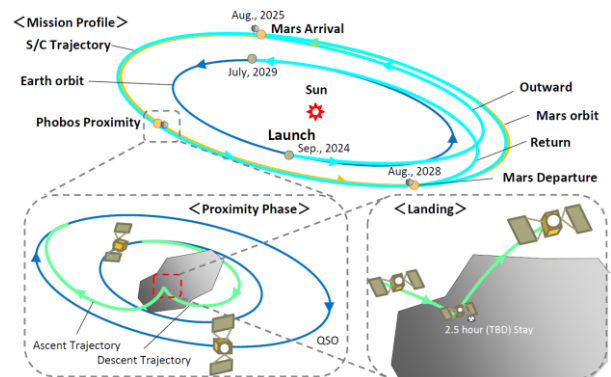 <Mission Profile>
Aug., 2025
Mars Arrival
S/C Trajectory
July, 2029
Earth orbit
Sun
Outward
Mars orbit
Phobos Proximity
Launch
Sep., 2024
Return
Aug., 2028
Mars Departure
<Proximity Phase>
<Landing>
2.5 hour (TBD) Stay
Ascent Trajectory
Descent Trajectory
QSO